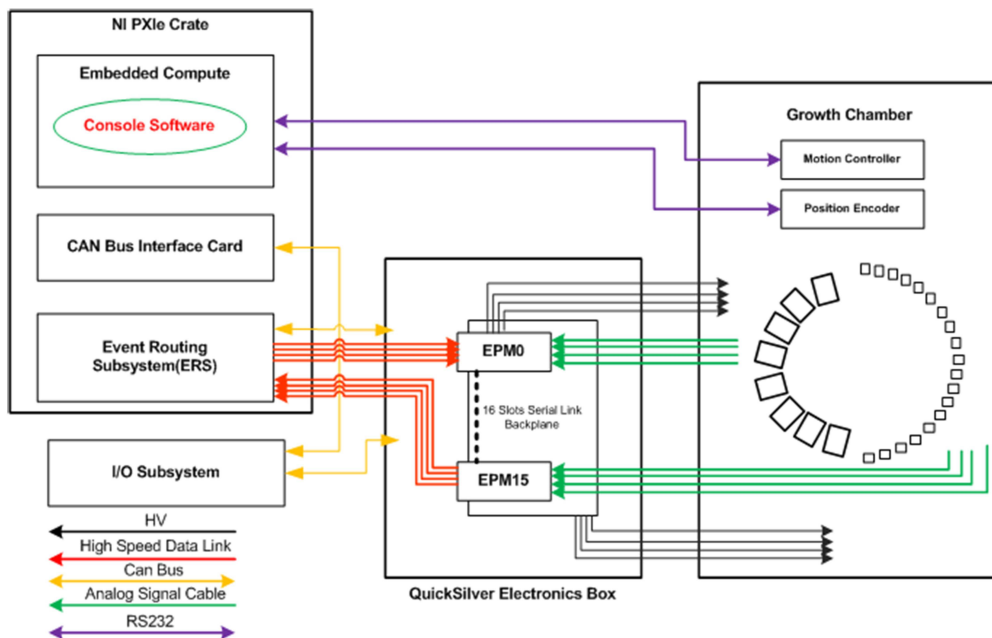 NI PXIe Crate
Embedded Compute
Console Software
CAN Bus Interface Card
Event Routing
Subsystem(ERS)
I/O Subsystem
HV
High Speed Data Link
Can Bus
Analog Signal Cable
RS232
EPM0
16 Slots Serial Link
Backplane
EPM15
QuickSilver Electronics Box
Growth Chamber
Motion Controller
Position Encoder